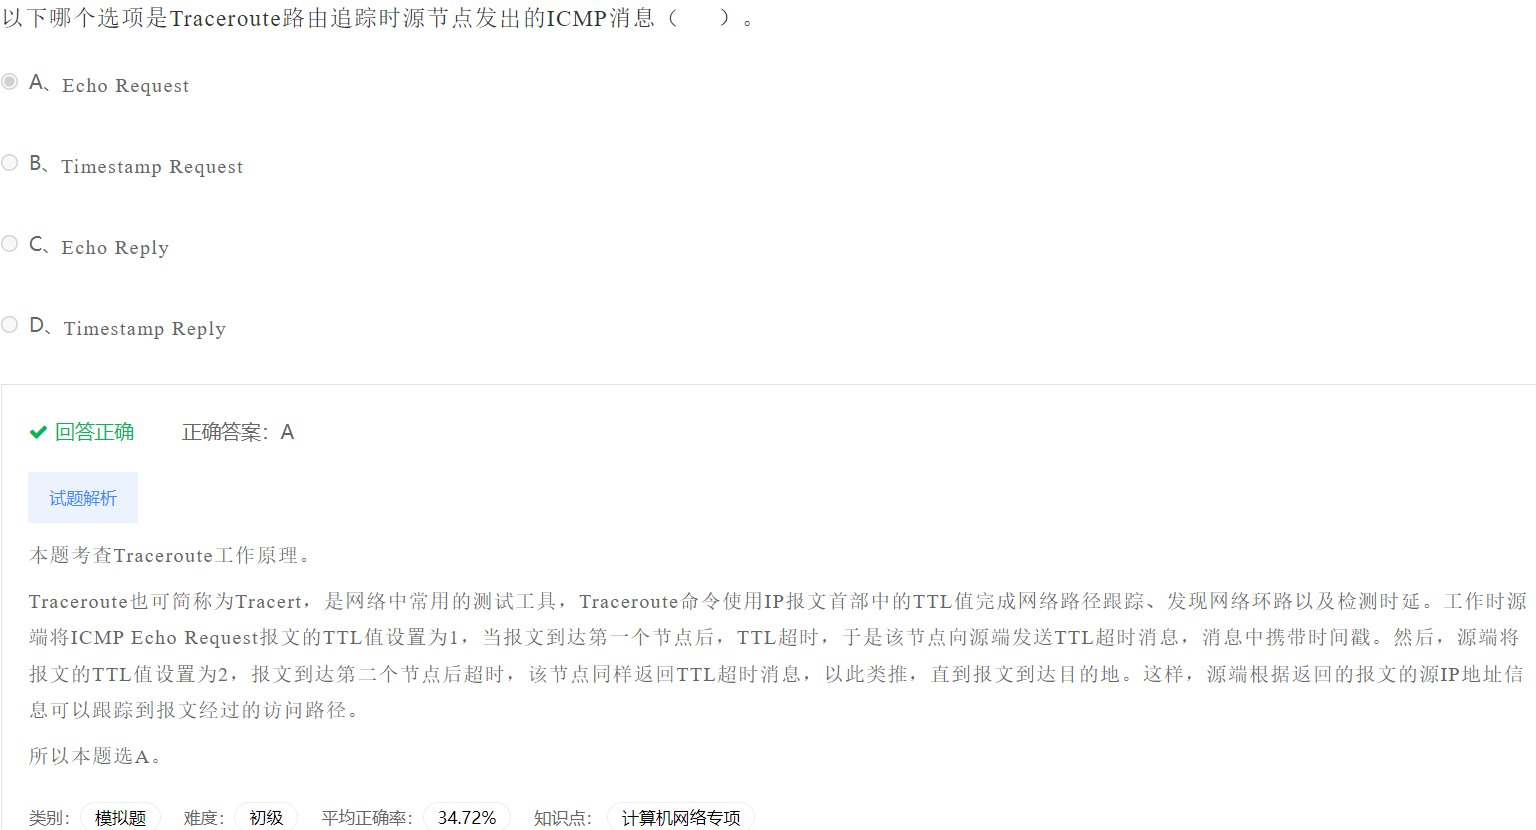 以下哪个选项是Traceroute路由追踪时源节点发出的ICMP消息（　　）。
A、Echo Request
B、Timestamp Request
C、Echo Reply
D、Timestamp Reply
回答正确　正确答案：A
试题解析
本题考查Traceroute工作原理。
Traceroute也可简称为Tracert，是网络中常用的测试工具，Traceroute命令使用IP报文首部中的TTL值完成网络路径跟踪、发现网络环路以及检测时延。工作时源
端将ICMP Echo Request报文的TTL值设置为1，当报文到达第一个节点后，TTL超时，于是该节点向源端发送TTL超时消息，消息中携带时间戳。然后，源端将
报文的TTL值设置为2，报文到达第二个节点后超时，该节点同样返回TTL超时消息，以此类推，直到报文到达目的地。这样，源端根据返回的报文的源IP地址信
息可以跟踪到报文经过的访问路径。
所以本题选A。
类别：模拟题　难度：初级　平均正确率：34.72%　知识点：计算机网络专项